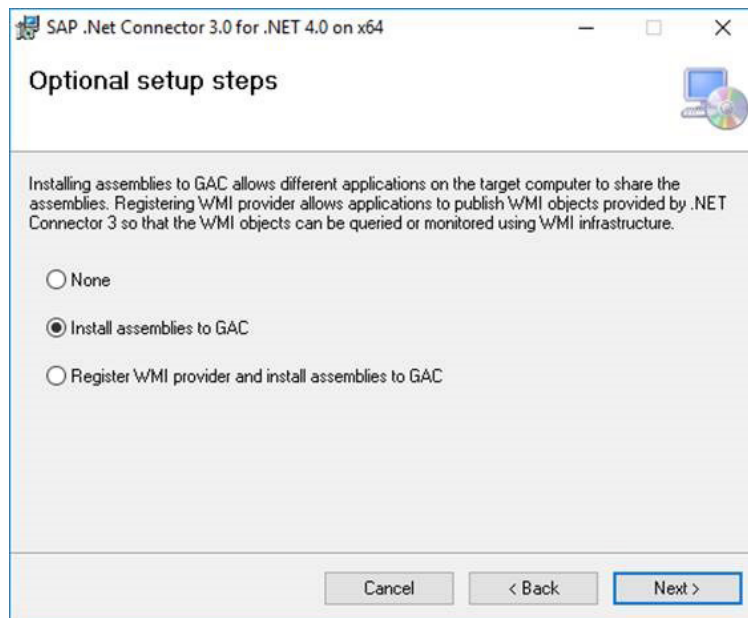 SAP .Net Connector 3.0 for .NET 4.0 on x64
Optional setup steps
Installing assemblies to GAC allows different applications on the target computer to share the
assemblies. Registering WMI provider allows applications to publish WMI objects provided by .NET
Connector 3 so that the WMI objects can be queried or monitored using WMI infrastructure.
None
Install assemblies to GAC
Register WMI provider and install assemblies to GAC
Cancel
< Back
Next >